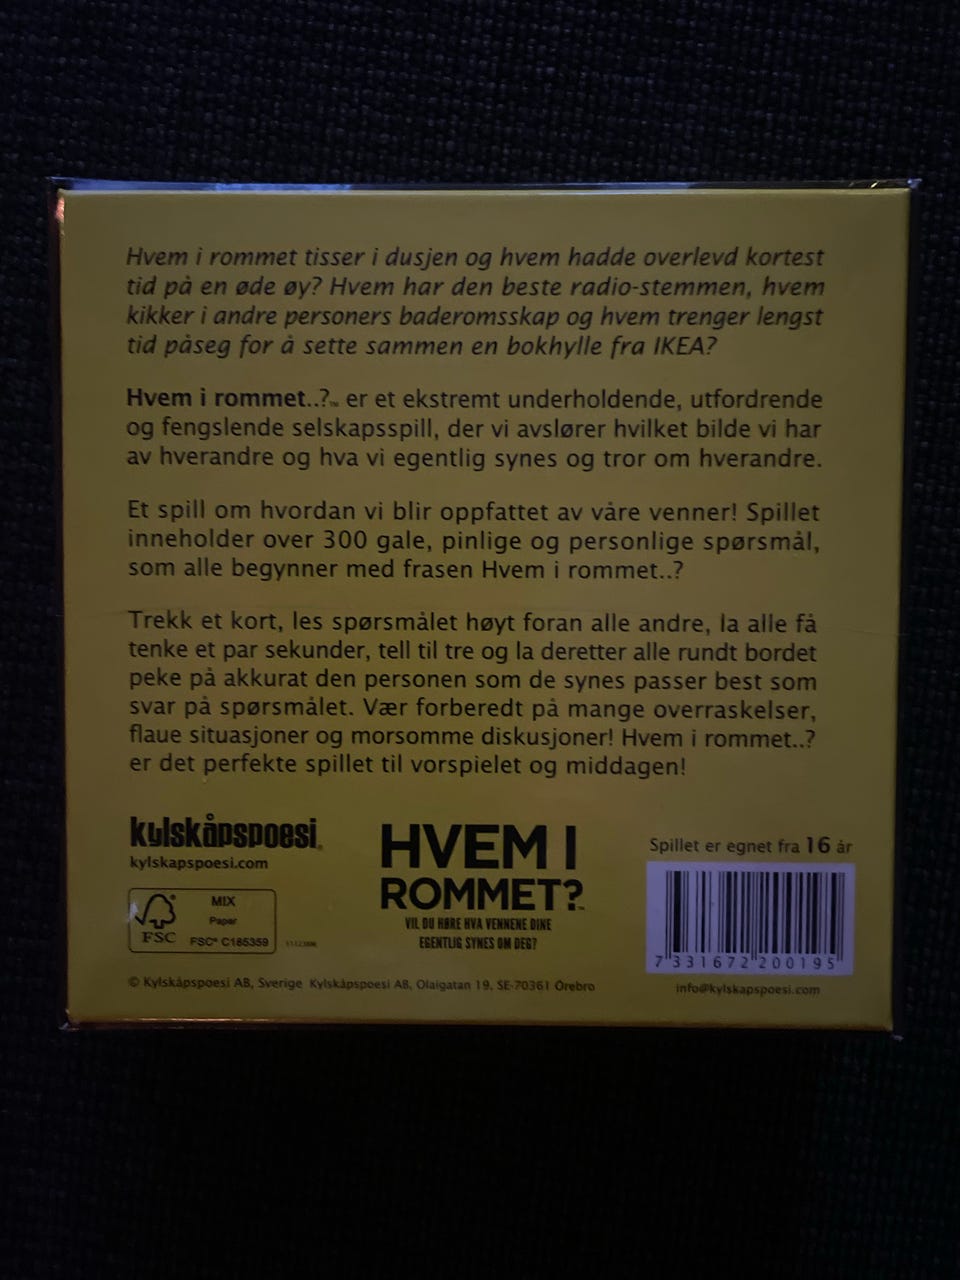 Hvem i rommet tisser i dusjen og hvem hadde overlevd kortest
tid på en øde øy? Hvem har den beste radio-stemmen, hvem
kikker i andre personers baderomsskap og hvem trenger lengst
tid påseg for å sette sammen en bokhylle fra IKEA?
Hvem i rommet..?™ er et ekstremt underholdende, utfordrende
og fengslende selskapsspill, der vi avslører hvilket bilde vi har
av hverandre og hva vi egentlig synes og tror om hverandre.
Et spill om hvordan vi blir oppfattet av våre venner! Spillet
inneholder over 300 gale, pinlige og personlige spørsmål,
som alle begynner med frasen Hvem i rommet..?
Trekk et kort, les spørsmålet høyt foran alle andre, la alle få
tenke et par sekunder, tell til tre og la deretter alle rundt bordet
peke på akkurat den personen som de synes passer best som
svar på spørsmålet. Vær forberedt på mange overraskelser,
flaue situasjoner og morsomme diskusjoner! Hvem i rommet..?
er det perfekte spillet til vorspielet og middagen!
kylskåpspoesi®
kylskapspoesi.com
FSC
MIX
Paper
FSC® C185359
HVEM I
ROMMET?™
VIL DU HØRE HVA VENNENE DINE
EGENTLIG SYNES OM DEG?
Spillet er egnet fra 16 år
7 331672 200195
© Kylskåpspoesi AB, Sverige Kylskåpspoesi AB, Olaigatan 19, SE-70361 Örebro
info@kylskapspoesi.com